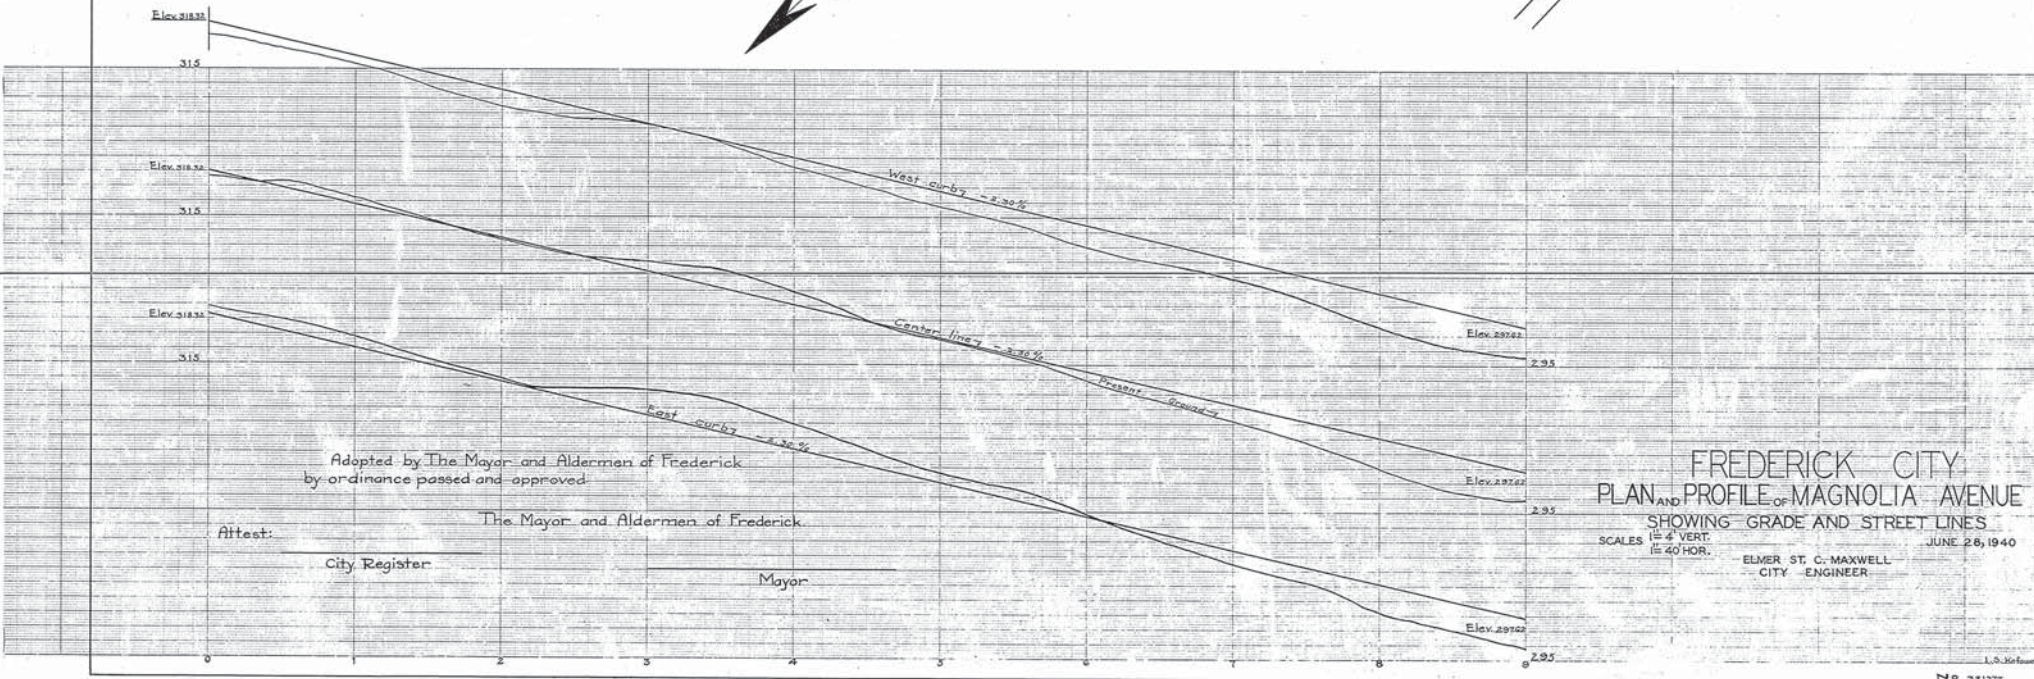 Elev. 318.32
315
Elev. 318.32
315
Elev. 318.32
315
West curb - 2.30%
Center line - 2.30%
Present Ground
East curb - 2.30%
Elev. 297.62
295
Elev. 297.62
295
Elev. 297.62
295
Adopted by The Mayor and Aldermen of Frederick
by ordinance passed and approved
The Mayor and Aldermen of Frederick.
Attest:
City Register
Mayor
0 1 2 3 4 5 6 7 8 9
FREDERICK CITY
PLAN AND PROFILE OF MAGNOLIA AVENUE
SHOWING GRADE AND STREET LINES
SCALES 1"=4' VERT.
1"=40' HOR.
JUNE 28, 1940
ELMER ST. C. MAXWELL
CITY ENGINEER